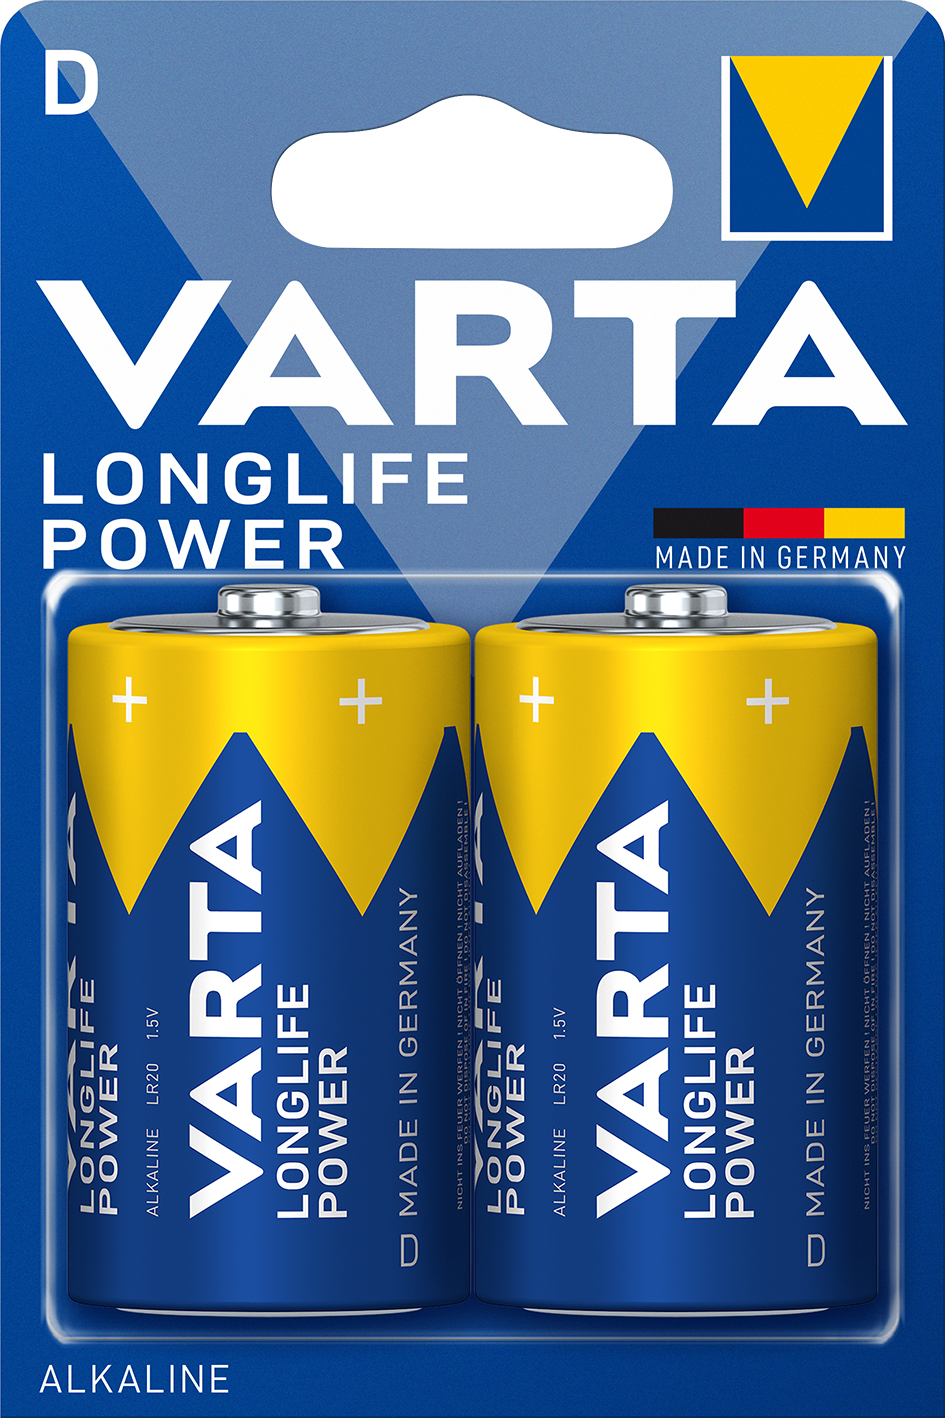 D
VARTA
LONGLIFE
POWER
MADE IN GERMANY
VARTA
LONGLIFE
POWER
ALKALINE LR20 1.5V
VARTA
LONGLIFE
POWER
D MADE IN GERMANY
NICHT INS FEUER WERFEN ! NICHT ÖFFNEN ! NICHT AUFLADEN !
DO NOT DISPOSE OF IN FIRE ! DO NOT DISASSEMBLE !
VARTA
LONGLIFE
POWER
ALKALINE LR20 1.5V
VARTA
LONGLIFE
POWER
D MADE IN GERMANY
NICHT INS FEUER WERFEN ! NICHT ÖFFNEN ! NICHT AUFLADEN !
DO NOT DISPOSE OF IN FIRE ! DO NOT DISASSEMBLE !
ALKALINE